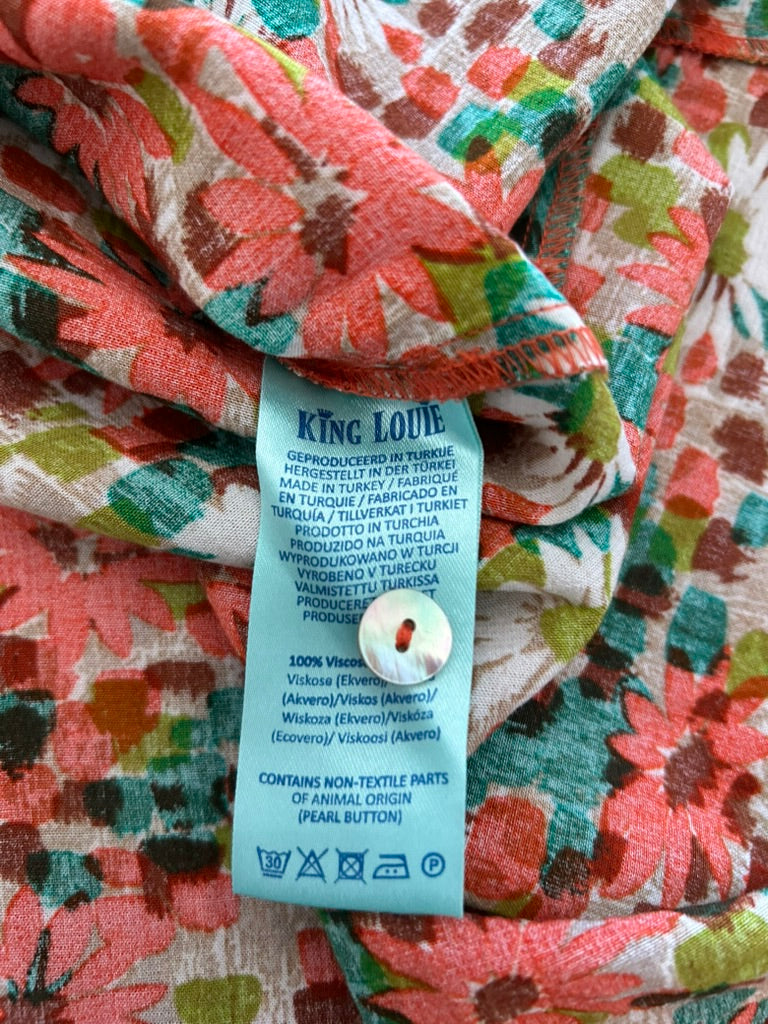 KING LOUIE
GEPRODUCEERD IN TURKIJE
HERGESTELLT IN DER TÜRKEI
MADE IN TURKEY / FABRIQUÉ
EN TURQUIE / FABRICADO EN
TURQUÍA / TILLVERKAT I TURKIET
PRODOTTO IN TURCHIA
PRODUZIDO NA TURQUIA
WYPRODUKOWANO W TURCJI
VYROBENO V TURECKU
VALMISTETTU TURKISSA
100% Viscose
Viskose (Ekvero)/
(Akvero)/Viskos (Akvero)/
Wiskoza (Ekvero)/Viskóza
(Ecovero)/ Viskoosi (Akvero)
CONTAINS NON-TEXTILE PARTS
OF ANIMAL ORIGIN
(PEARL BUTTON)
30
P